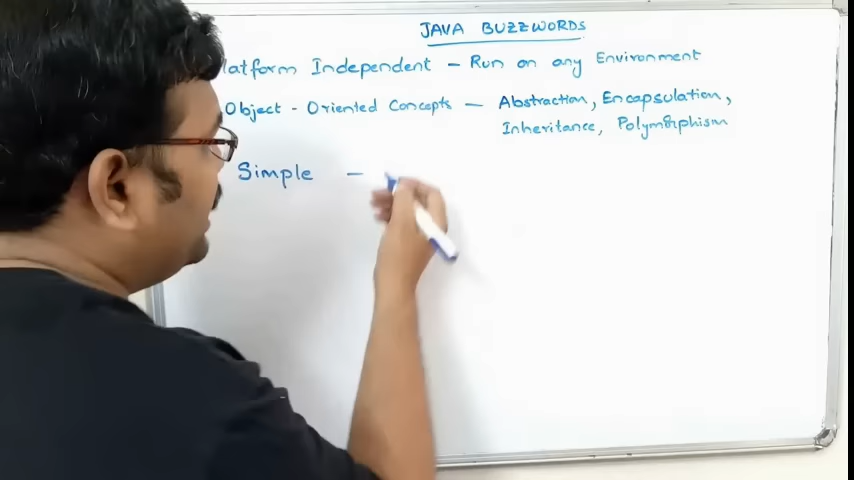 JAVA BUZZWORDS
latform Independent - Run on any Environment
Object - Oriented Concepts - Abstraction, Encapsulation,
Inheritance, Polymorphism
Simple -